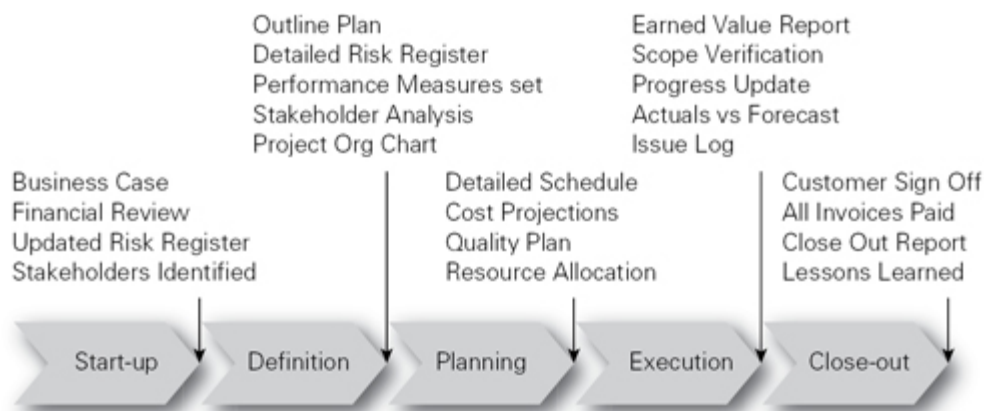 Outline Plan
Detailed Risk Register
Performance Measures set
Stakeholder Analysis
Project Org Chart
Earned Value Report
Scope Verification
Progress Update
Actuals vs Forecast
Issue Log
Business Case
Financial Review
Updated Risk Register
Stakeholders Identified
Detailed Schedule
Cost Projections
Quality Plan
Resource Allocation
Customer Sign Off
All Invoices Paid
Close Out Report
Lessons Learned
Start-up
Definition
Planning
Execution
Close-out